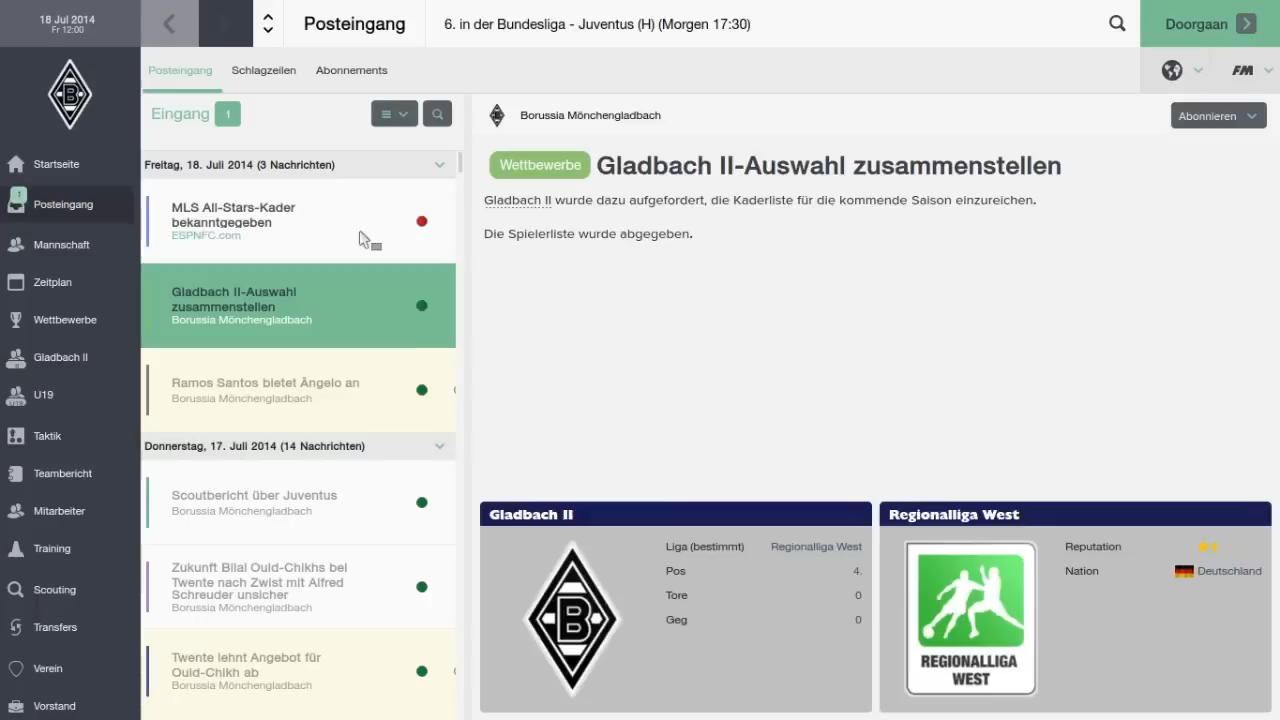 18 Jul 2014
Fr 12:00
Posteingang
6. in der Bundesliga - Juventus (H) (Morgen 17:30)
Doorgaan
Posteingang
Schlagzeilen
Abonnements
FM
Eingang
1
Borussia Mönchengladbach
Abonnieren
Startseite
1
Posteingang
Mannschaft
Zeitplan
Wettbewerbe
Gladbach II
U19
Taktik
Teambericht
Mitarbeiter
Training
Scouting
Transfers
Verein
Vorstand
Freitag, 18. Juli 2014 (3 Nachrichten)
MLS All-Stars-Kader
bekanntgegeben
ESPNFC.com
Gladbach II-Auswahl
zusammenstellen
Borussia Mönchengladbach
Ramos Santos bietet Ângelo an
Borussia Mönchengladbach
Donnerstag, 17. Juli 2014 (14 Nachrichten)
Scoutbericht über Juventus
Borussia Mönchengladbach
Zukunft Bilal Ould-Chikhs bei
Twente nach Zwist mit Alfred
Schreuder unsicher
Borussia Mönchengladbach
Twente lehnt Angebot für
Ould-Chikh ab
Borussia Mönchengladbach
Wettbewerbe
Gladbach II-Auswahl zusammenstellen
Gladbach II wurde dazu aufgefordert, die Kaderliste für die kommende Saison einzureichen.
Die Spielerliste wurde abgegeben.
Gladbach II
B
Liga (bestimmt) Regionalliga West
Pos 4.
Tore 0
Geg 0
Regionalliga West
REGIONALLIGA
WEST
Reputation
Nation Deutschland